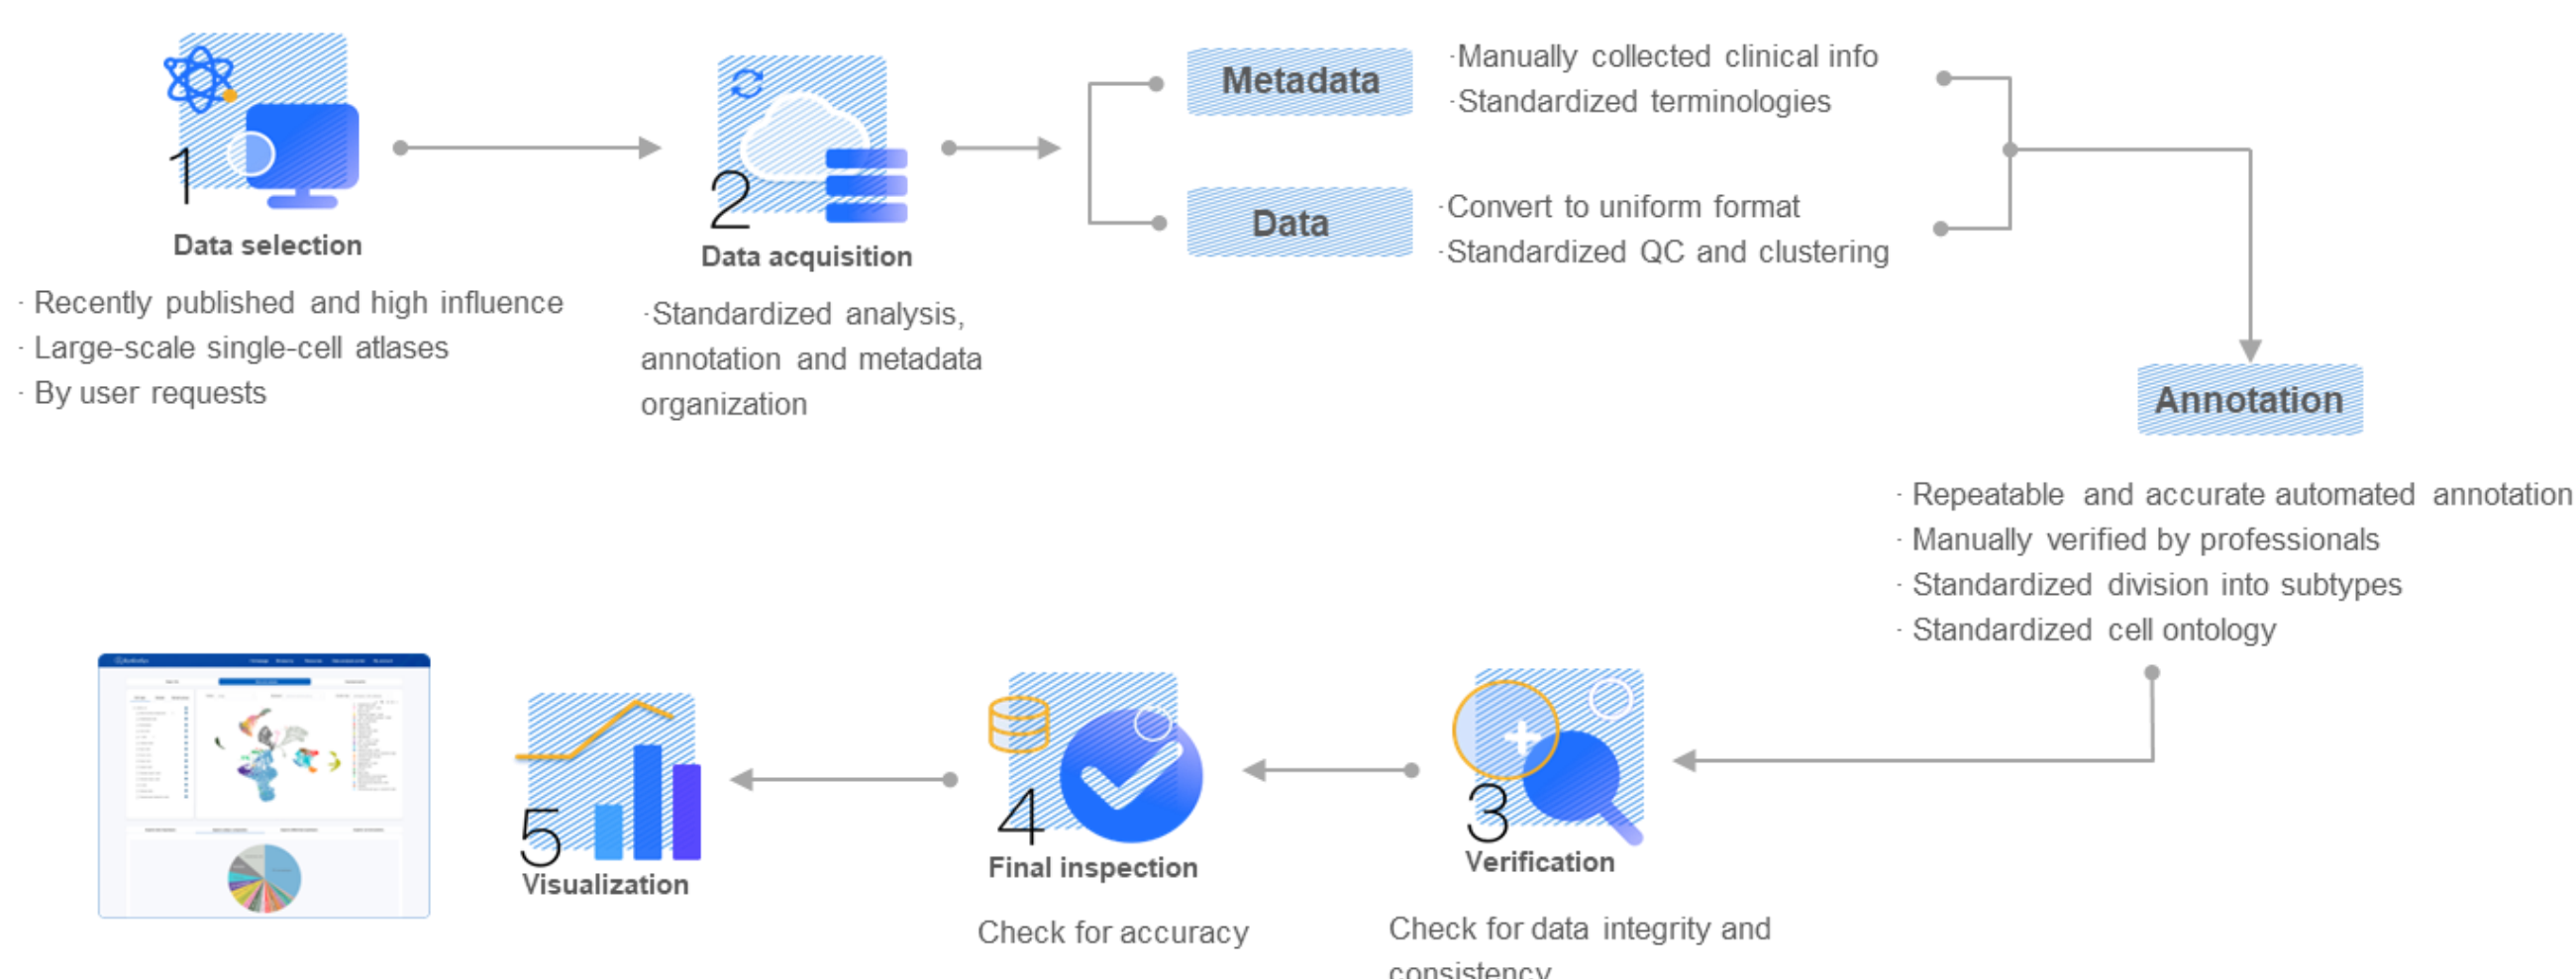 1
Data selection
· Recently published and high influence
· Large-scale single-cell atlases
· By user requests
2
Data acquisition
·Standardized analysis,
annotation and metadata
organization
Metadata
·Manually collected clinical info
·Standardized terminologies
Data
·Convert to uniform format
·Standardized QC and clustering
Annotation
· Repeatable and accurate automated annotation
· Manually verified by professionals
· Standardized division into subtypes
· Standardized cell ontology
3
Verification
Check for data integrity and
consistency
4
Final inspection
Check for accuracy
5
Visualization